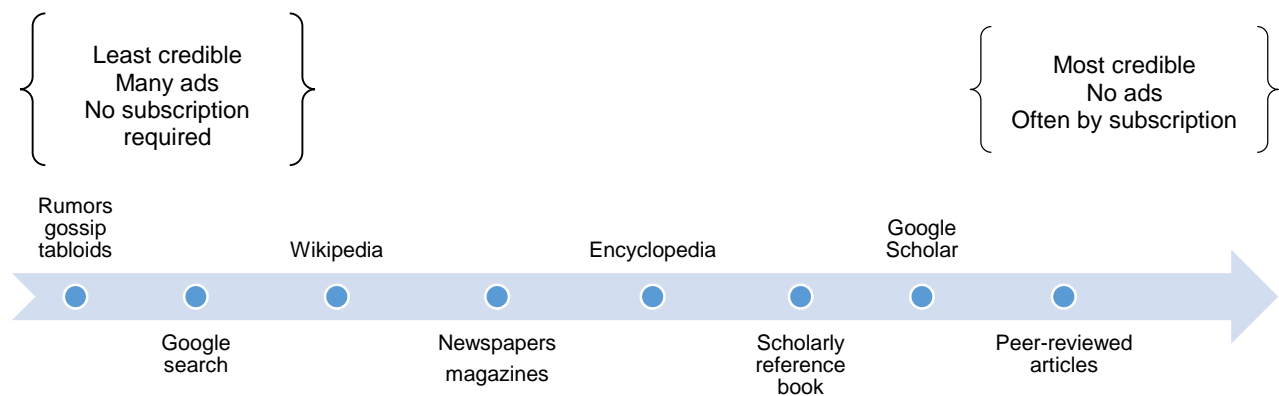 Least credible
Many ads
No subscription
required
Most credible
No ads
Often by subscription
Rumors
gossip
tabloids
Wikipedia
Encyclopedia
Google
Scholar
Google
search
Newspapers
magazines
Scholarly
reference
book
Peer-reviewed
articles